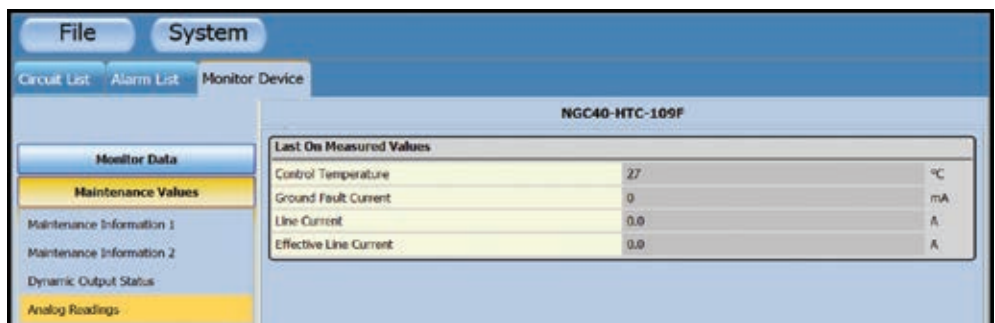 File System
Circuit List Alarm List Monitor Device
NGC40-HTC-109F
Monitor Data
Maintenance Values
Maintenance Information 1
Maintenance Information 2
Dynamic Output Status
Analog Readings
Last On Measured Values
Control Temperature 27 ºC
Ground Fault Current 0 mA
Line Current 0.0 A
Effective Line Current 0.0 A